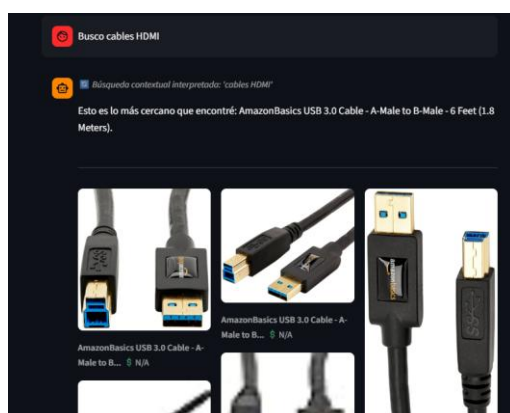 Busco cables HDMI
Búsqueda contextual interpretada: 'cables HDMI'
Esto es lo más cercano que encontré: AmazonBasics USB 3.0 Cable - A-Male to B-Male - 6 Feet (1.8
Meters).
AmazonBasics USB 3.0 Cable - A-
Male to B... $ N/A
AmazonBasics USB 3.0 Cable - A-
Male to B... $ N/A
amazonbasics